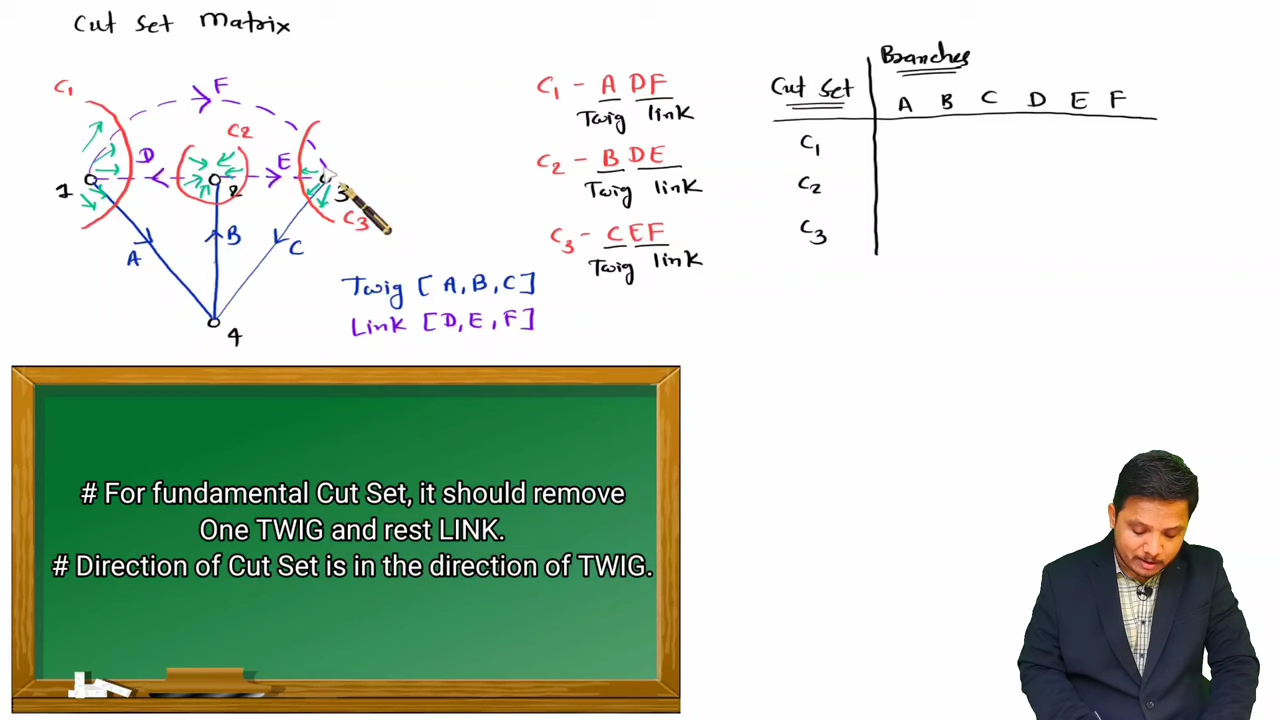 Cut Set Matrix
C1
F
C2
D
E
1
2
3
C3
A
B
C
4
Twig [A, B, C]
Link [D, E, F]
C1 - A DF
Twig link
C2 - B DE
Twig link
C3 - C EF
Twig link
Branches
Cut Set
A B C D E F
C1
C2
C3
# For fundamental Cut Set, it should remove
One TWIG and rest LINK.
# Direction of Cut Set is in the direction of TWIG.